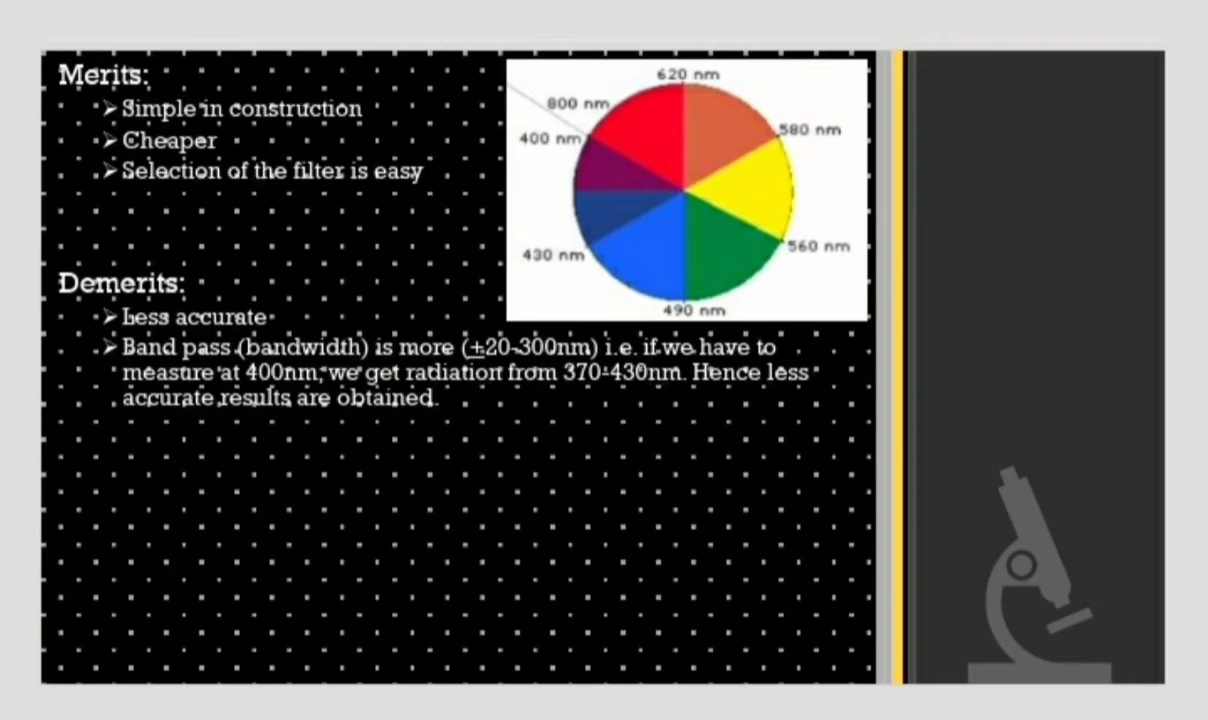 Merits:
➢Simple in construction
➢Cheaper
➢Selection of the filter is easy
620 nm
800 nm
580 nm
400 nm
560 nm
430 nm
490 nm
Demerits:
➢Less accurate
➢Band pass (bandwidth) is more (±20-300nm) i.e. if we have to
measure at 400nm, we get radiation from 370-430nm. Hence less
accurate results are obtained.